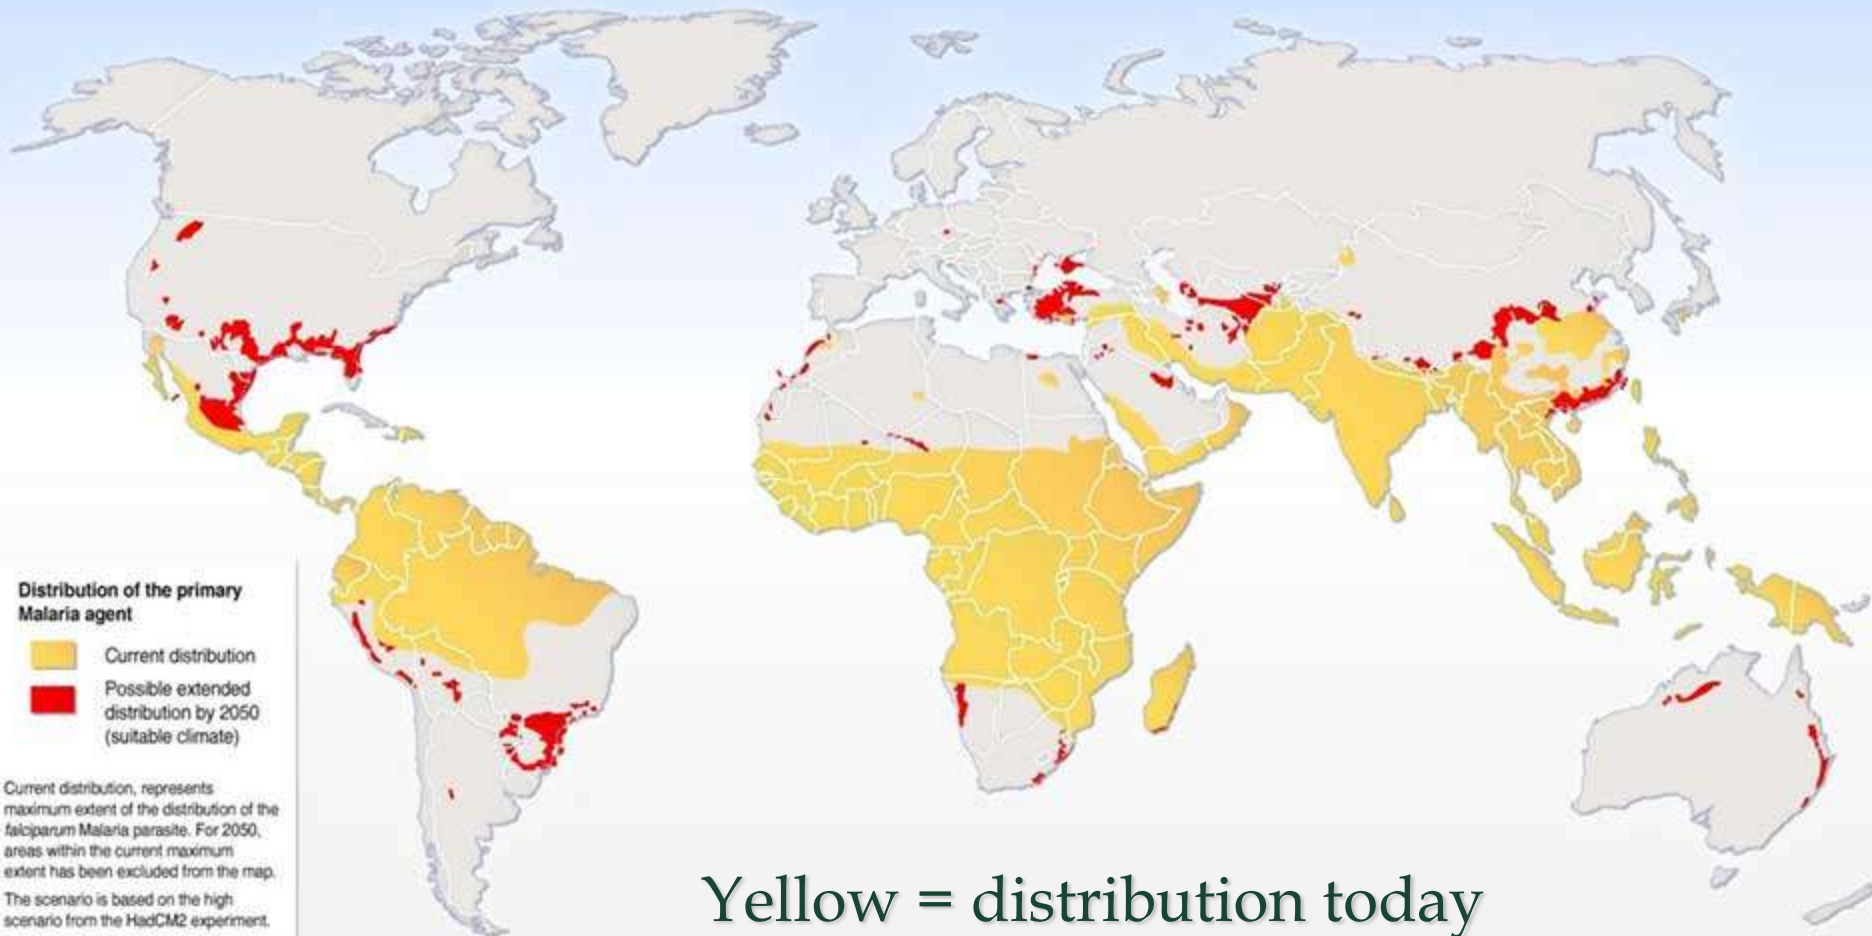 Distribution of the primary
Malaria agent
Current distribution
Possible extended
distribution by 2050
(suitable climate)
Current distribution, represents
maximum extent of the distribution of the
falciparum Malaria parasite. For 2050,
areas within the current maximum
extent has been excluded from the map.
The scenario is based on the high
scenario from the HadCM2 experiment.
Yellow = distribution today